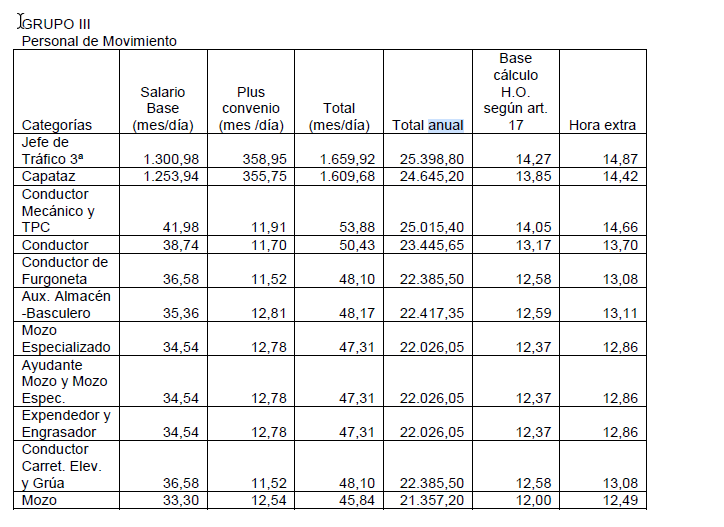 GRUPO III
Personal de Movimiento
Categorías Salario Base (mes/día) Plus convenio (mes /día) Total (mes/día) Total anual Base cálculo H.O. según art. 17 Hora extra
Jefe de Tráfico 3ª 1.300,98 358,95 1.659,92 25.398,80 14,27 14,87
Capataz 1.253,94 355,75 1.609,68 24.645,20 13,85 14,42
Conductor Mecánico y TPC 41,98 11,91 53,88 25.015,40 14,05 14,66
Conductor 38,74 11,70 50,43 23.445,65 13,17 13,70
Conductor de Furgoneta 36,58 11,52 48,10 22.385,50 12,58 13,08
Aux. Almacén -Basculero 35,36 12,81 48,17 22.417,35 12,59 13,11
Mozo Especializado 34,54 12,78 47,31 22.026,05 12,37 12,86
Ayudante Mozo y Mozo Espec. 34,54 12,78 47,31 22.026,05 12,37 12,86
Expendedor y Engrasador 34,54 12,78 47,31 22.026,05 12,37 12,86
Conductor Carret. Elev. y Grúa 36,58 11,52 48,10 22.385,50 12,58 13,08
Mozo 33,30 12,54 45,84 21.357,20 12,00 12,49